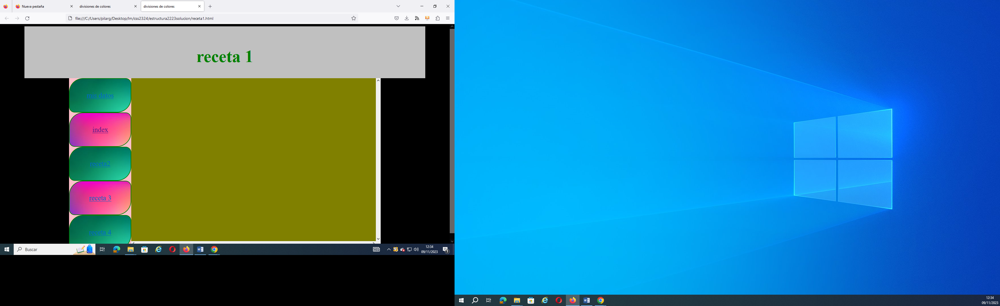 Nueva pestaña
divisiones de colores
divisiones de colores
file:///C:/Users/pilarg/Desktop/lm/css2324/estructura2223solucion/receta1.html
receta 1
mis datos
index
receta2
receta 3
receta 4
Buscar
12:34
09/11/2023
3
12:34
09/11/2023